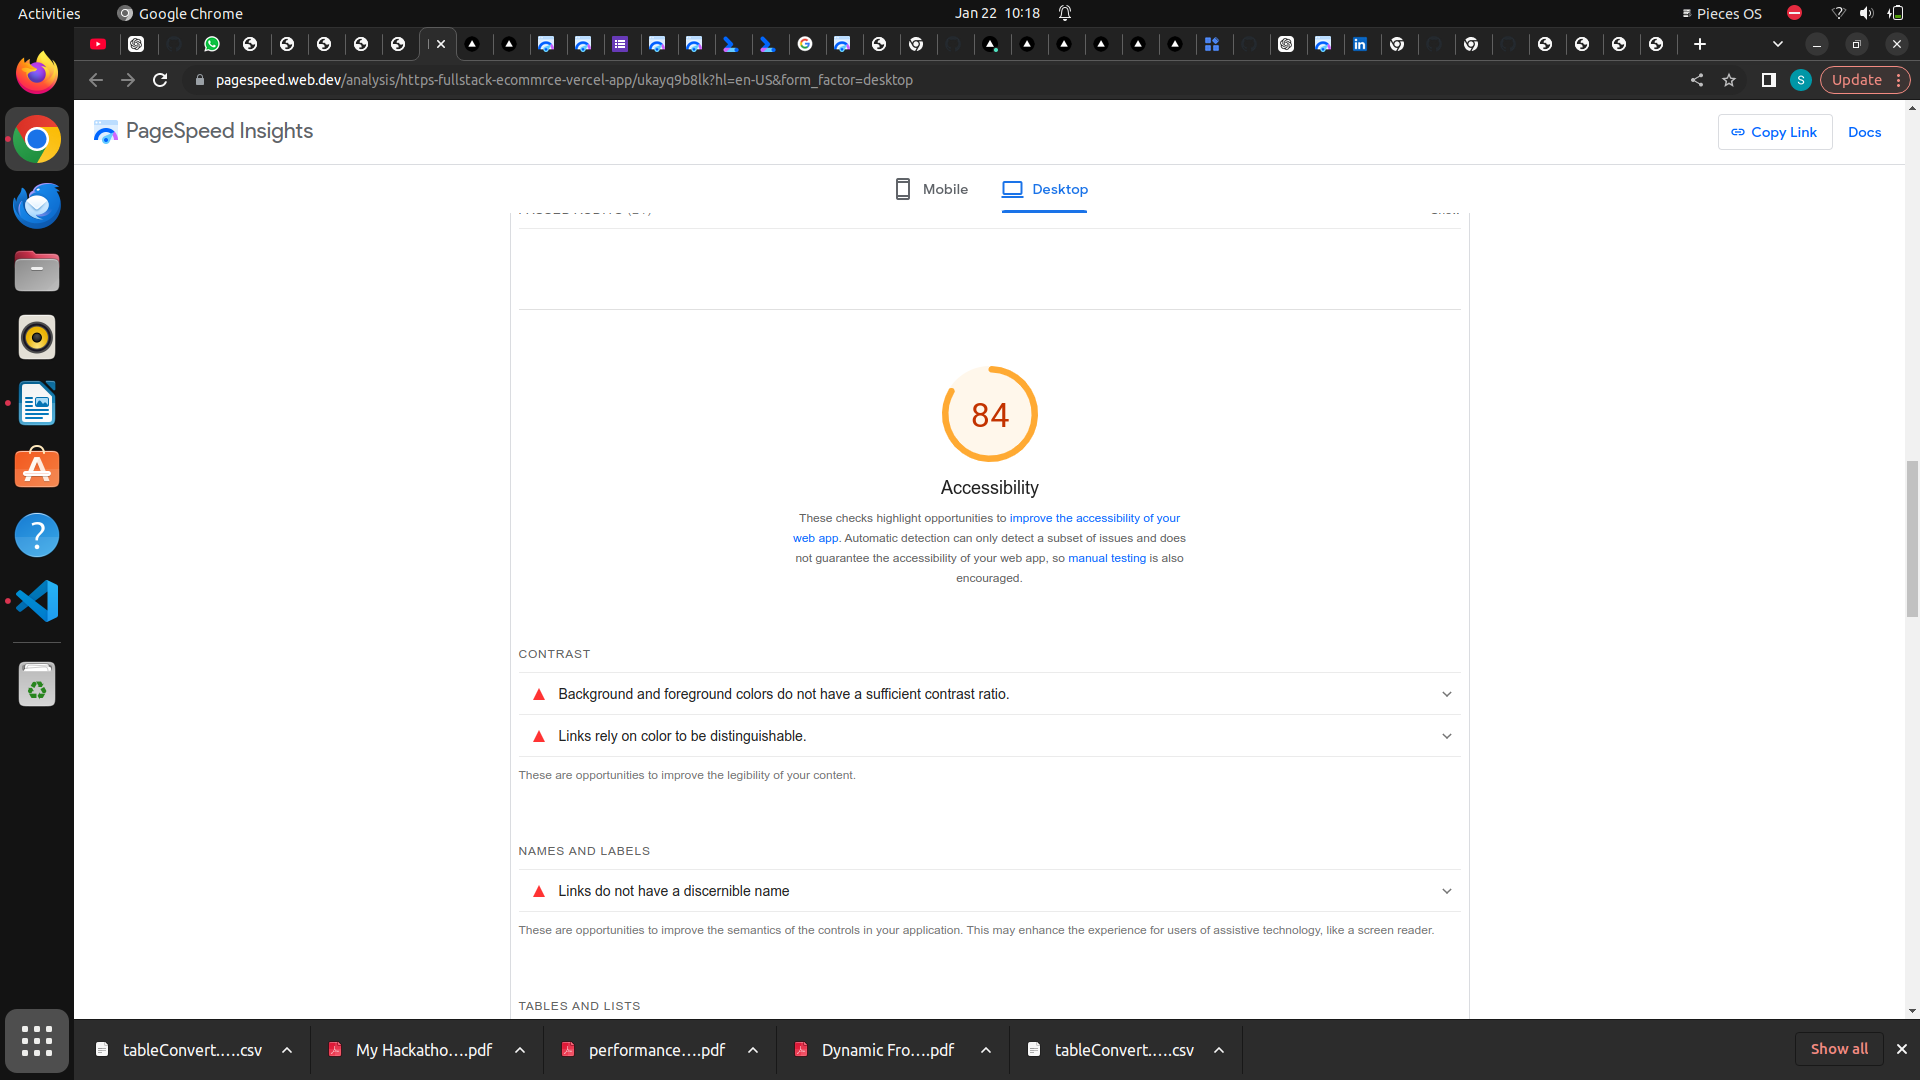 Activities
Google Chrome
Jan 22 10:18
Pieces OS
pagespeed.web.dev/analysis/https-fullstack-ecommrce-vercel-app/ukayq9b8lk?hl=en-US&form_factor=desktop
S
Update
PageSpeed Insights
Copy Link
Docs
Mobile
Desktop
84
Accessibility
These checks highlight opportunities to improve the accessibility of your
web app. Automatic detection can only detect a subset of issues and does
not guarantee the accessibility of your web app, so manual testing is also
encouraged.
CONTRAST
Background and foreground colors do not have a sufficient contrast ratio.
Links rely on color to be distinguishable.
These are opportunities to improve the legibility of your content.
NAMES AND LABELS
Links do not have a discernible name
These are opportunities to improve the semantics of the controls in your application. This may enhance the experience for users of assistive technology, like a screen reader.
TABLES AND LISTS
tableConvert.….csv
My Hackatho….pdf
performance….pdf
Dynamic Fro….pdf
tableConvert.….csv
Show all